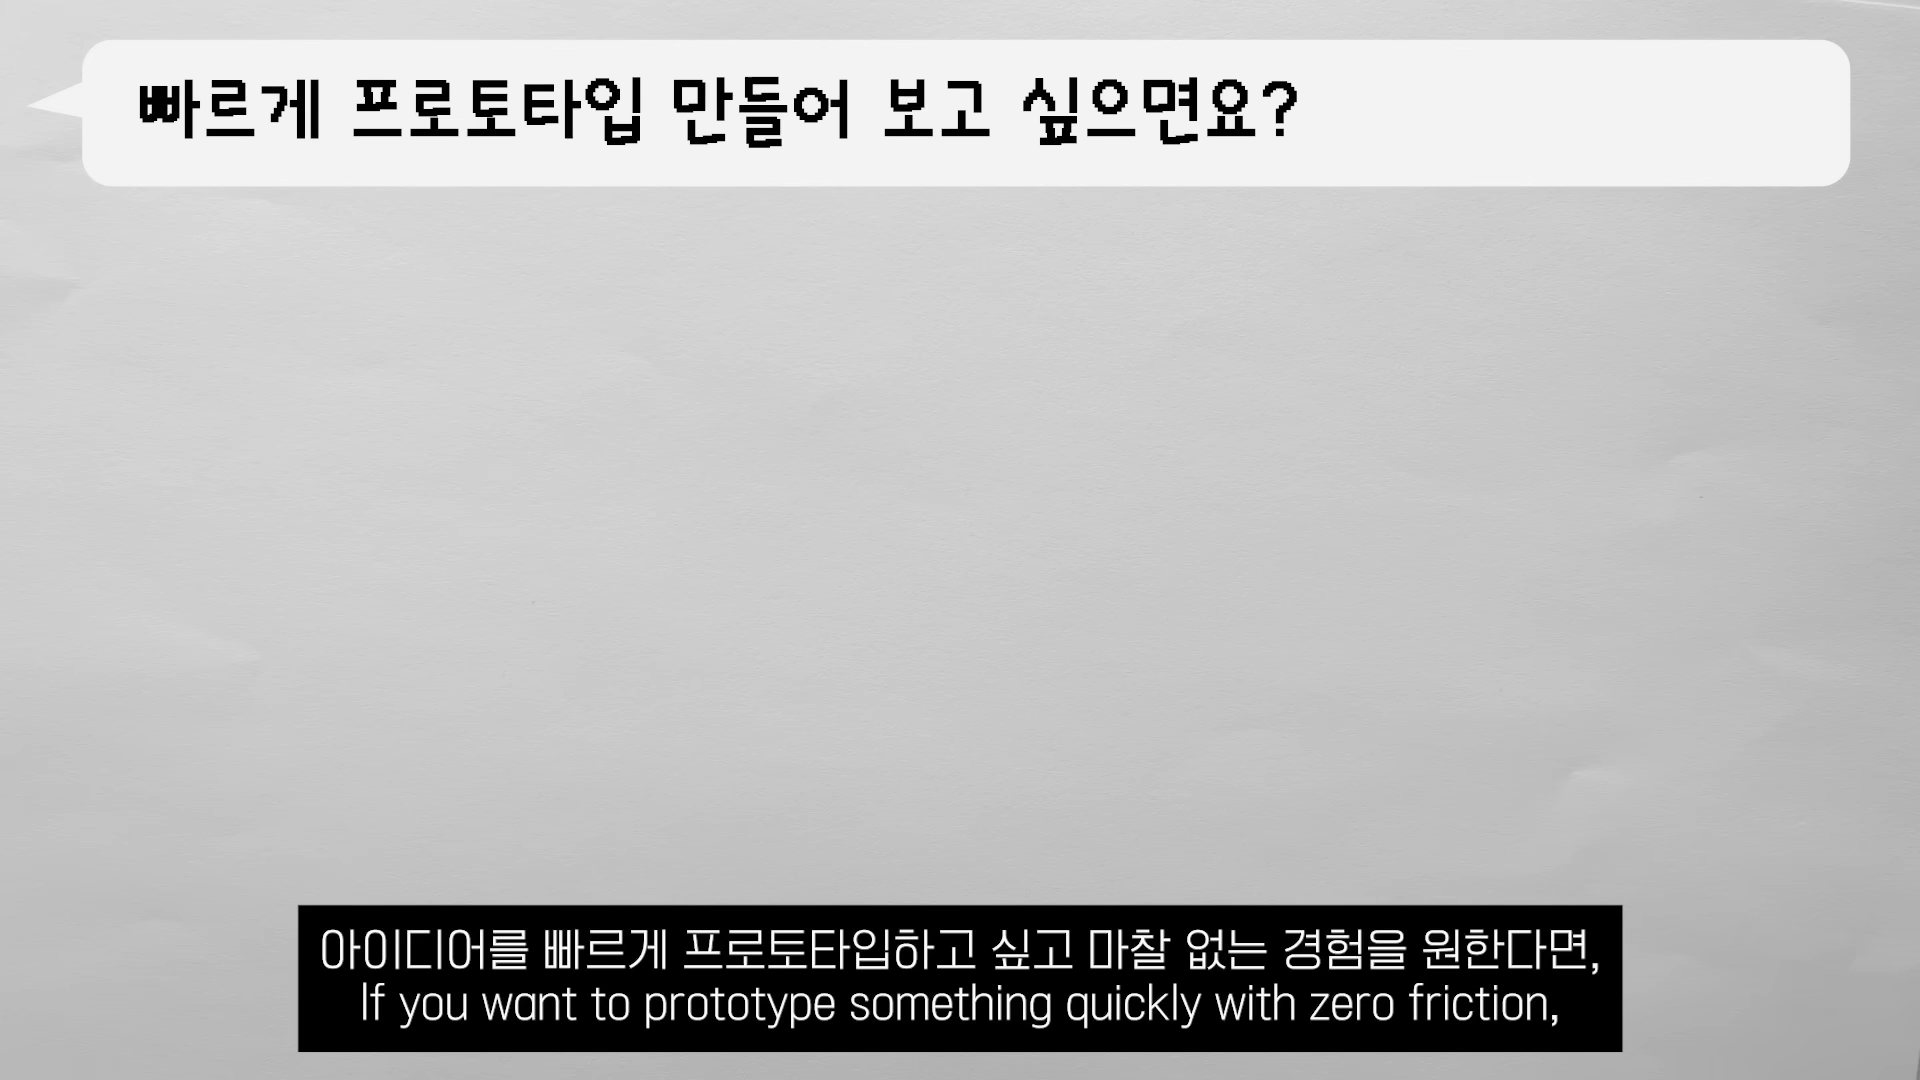 빠르게 프로토타입 만들어 보고 싶으면요?
아이디어를 빠르게 프로토타입하고 싶고 마찰 없는 경험을 원한다면,
If you want to prototype something quickly with zero friction,